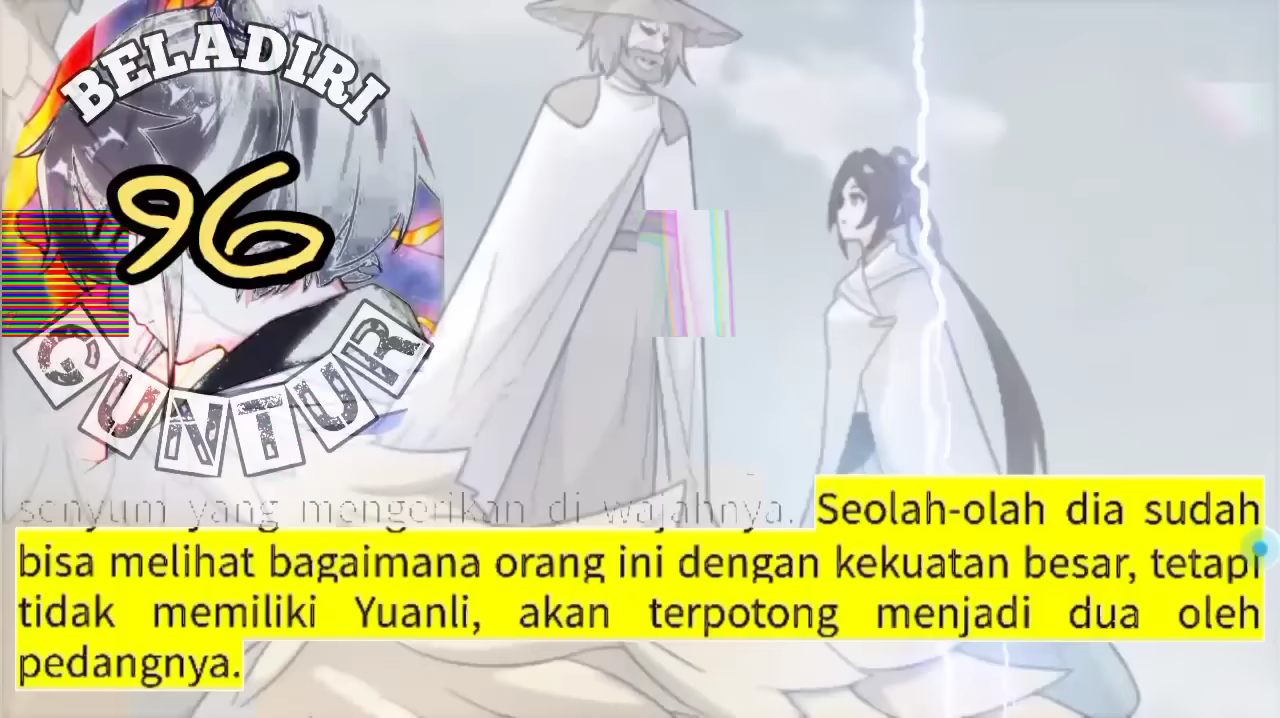 BELADIRI
96
GUNTUR
senyum yang mengerikan di wajahnya. Seolah-olah dia sudah
bisa melihat bagaimana orang ini dengan kekuatan besar, tetapi
tidak memiliki Yuanli, akan terpotong menjadi dua oleh
pedangnya.